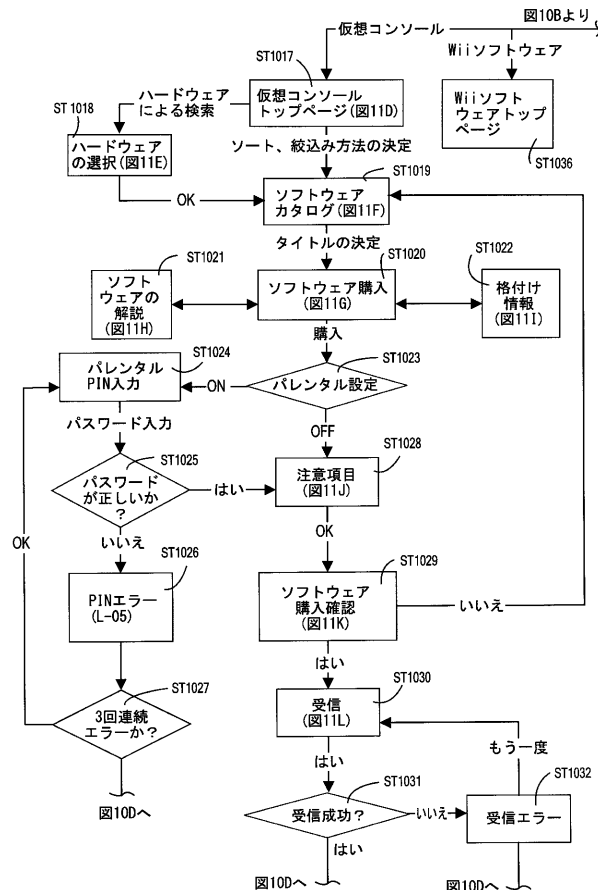 図10Bより
仮想コンソール
Wiiソフトウェア
ST1017
ハードウェア
による検索
仮想コンソール
トップページ(図11D)
Wiiソフト
ウェアトップ
ページ
ST1018
ハードウェア
の選択(図11E)
ソート、絞込み方法の決定
ST1036
ST1019
OK
ソフトウェア
カタログ(図11F)
タイトルの決定
ST1021
ST1020
ST1022
ソフト
ウェアの
解説
(図11H)
ソフトウェア購入
(図11G)
格付け
情報
(図11I)
購入
ST1024
ST1023
パレンタル
PIN入力
ON
パレンタル設定
パスワード入力
OFF
ST1025
ST1028
パスワード
が正しいか
?
はい
注意項目
(図11J)
OK
OK
いいえ
ST1026
ST1029
PINエラー
(L-05)
ソフトウェア
購入確認
(図11K)
いいえ
はい
ST1027
ST1030
3回連続
エラーか?
受信
(図11L)
もう一度
はい
ST1031
ST1032
図10Dへ
受信成功?
いいえ
受信エラー
はい
図10Dへ
図10Dへ